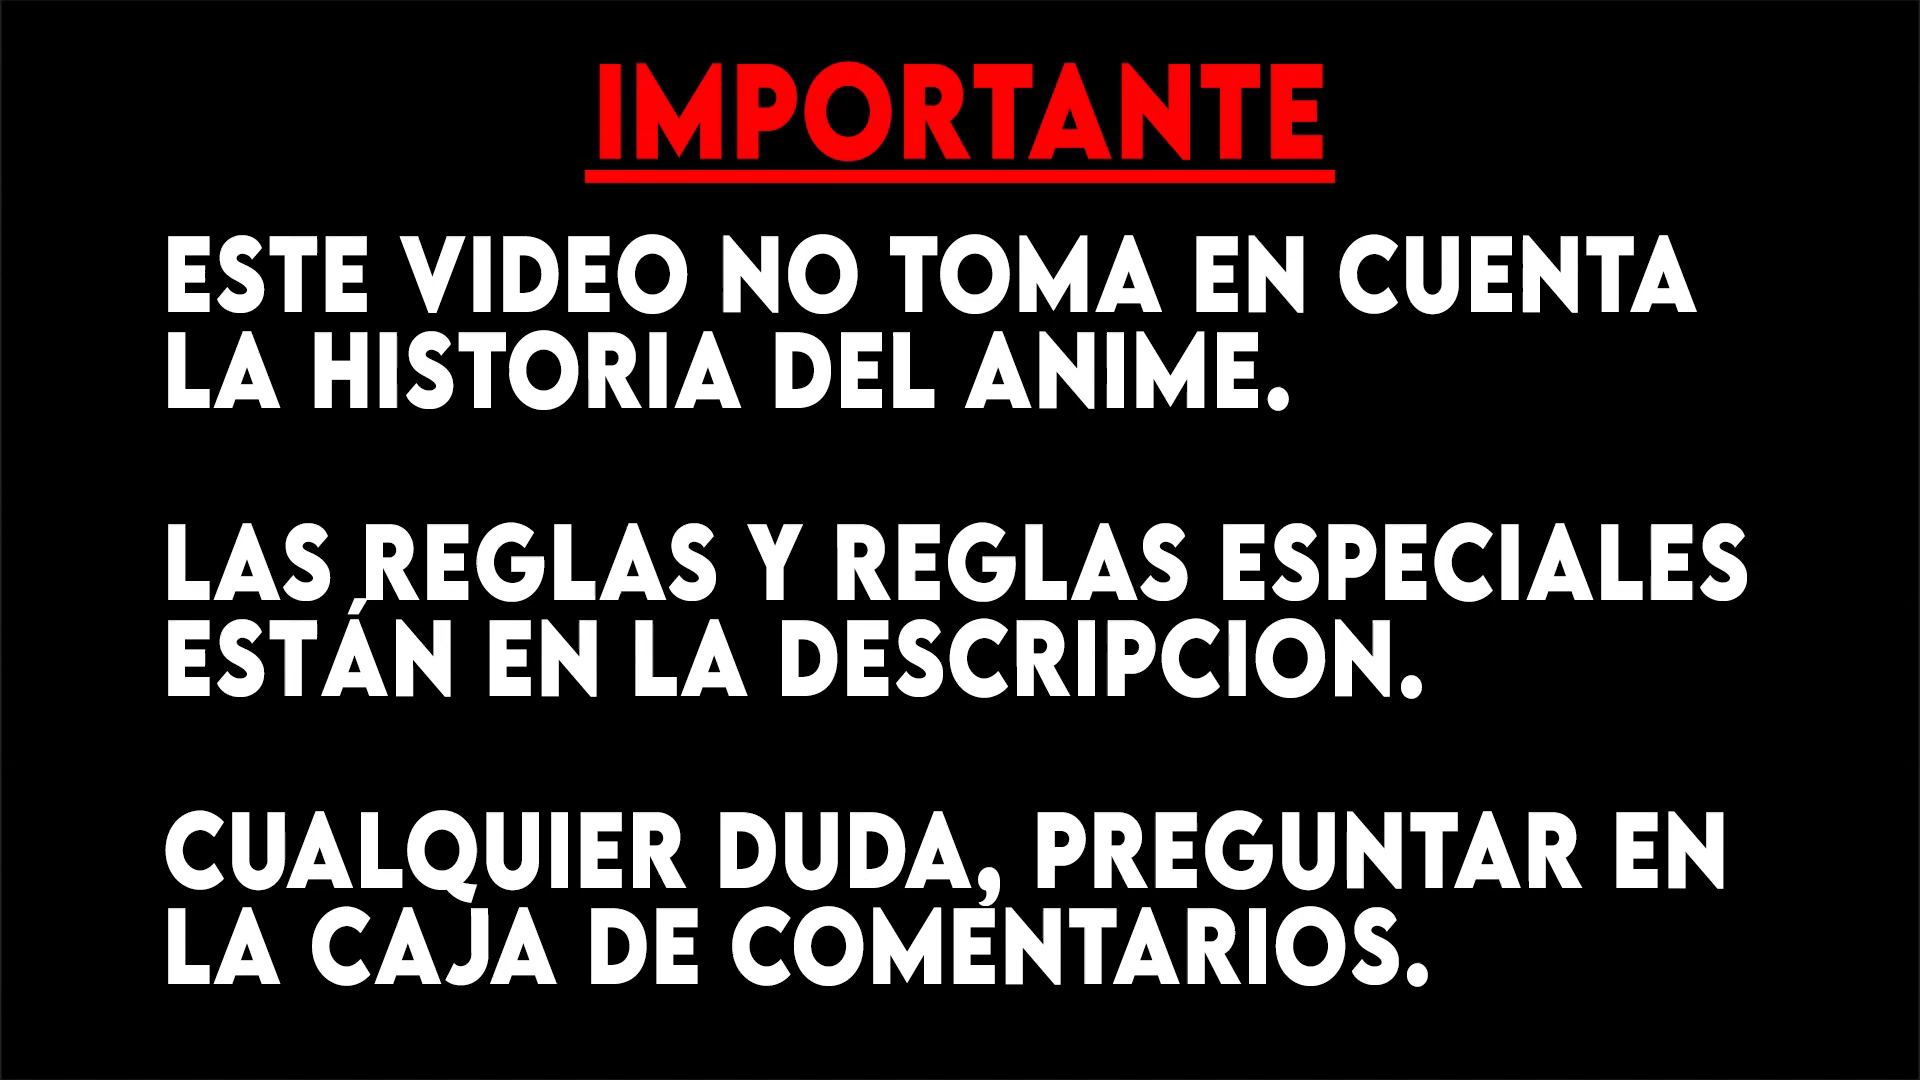 IMPORTANTE
ESTE VIDEO NO TOMA EN CUENTA
LA HISTORIA DEL ANIME.
LAS REGLAS Y REGLAS ESPECIALES
ESTÁN EN LA DESCRIPCION.
CUALQUIER DUDA, PREGUNTAR EN
LA CAJA DE COMENTARIOS.